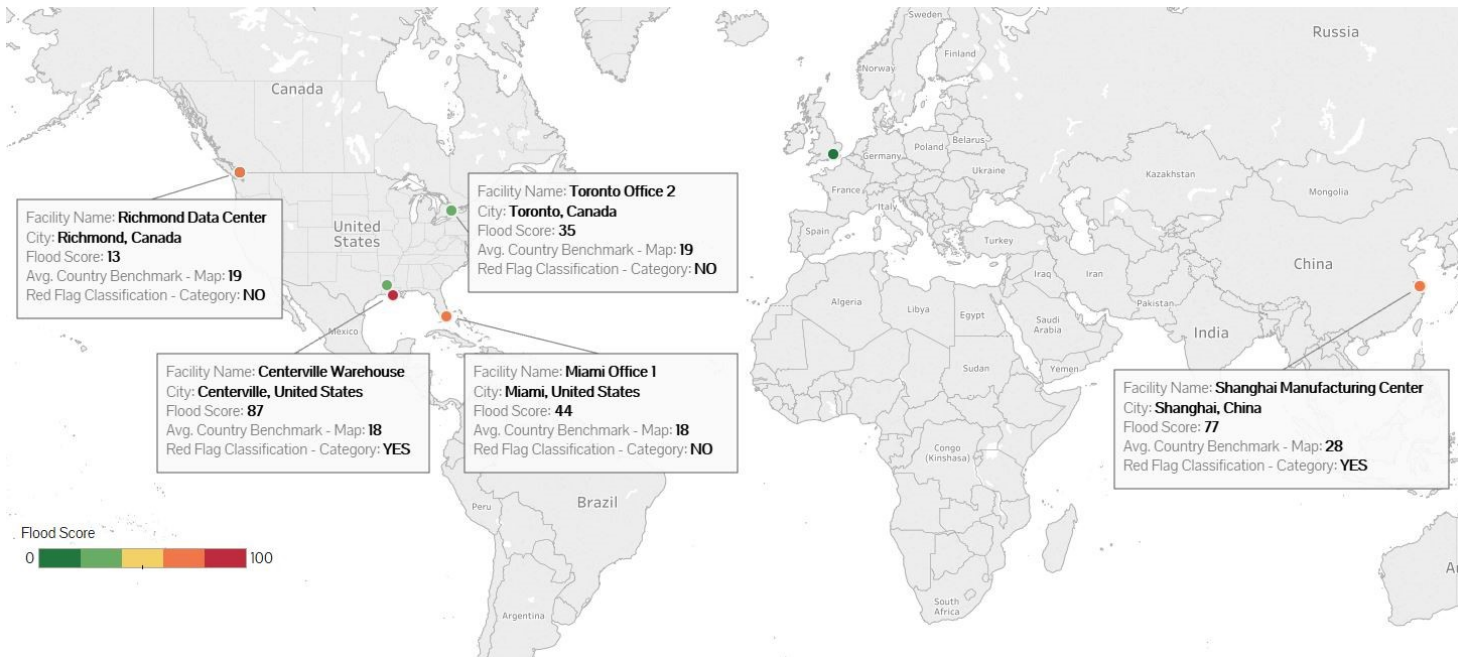 Sweden
Russia
Finland
Norway
Canada
Belarus
Poland
Germany
Ukraine
Kazakhstan
France
Mongolia
Italy
United
States
Spain
Turkey
China
Iraq
Iran
Algeria
Libya
Egypt
Pakistan
Saudi
Arabia
India
Mexico
Sudan
Yemen
Congo
(Kinshasa)
Brazil
Peru
South
Africa
Argentina
Au
Facility Name: Richmond Data Center
City: Richmond, Canada
Flood Score: 13
Avg. Country Benchmark - Map: 19
Red Flag Classification - Category: NO
Facility Name: Toronto Office 2
City: Toronto, Canada
Flood Score: 35
Avg. Country Benchmark - Map: 19
Red Flag Classification - Category: NO
Facility Name: Centerville Warehouse
City: Centerville, United States
Flood Score: 87
Avg. Country Benchmark - Map: 18
Red Flag Classification - Category: YES
Facility Name: Miami Office 1
City: Miami, United States
Flood Score: 44
Avg. Country Benchmark - Map: 18
Red Flag Classification - Category: NO
Facility Name: Shanghai Manufacturing Center
City: Shanghai, China
Flood Score: 77
Avg. Country Benchmark - Map: 28
Red Flag Classification - Category: YES
Flood Score
0 100